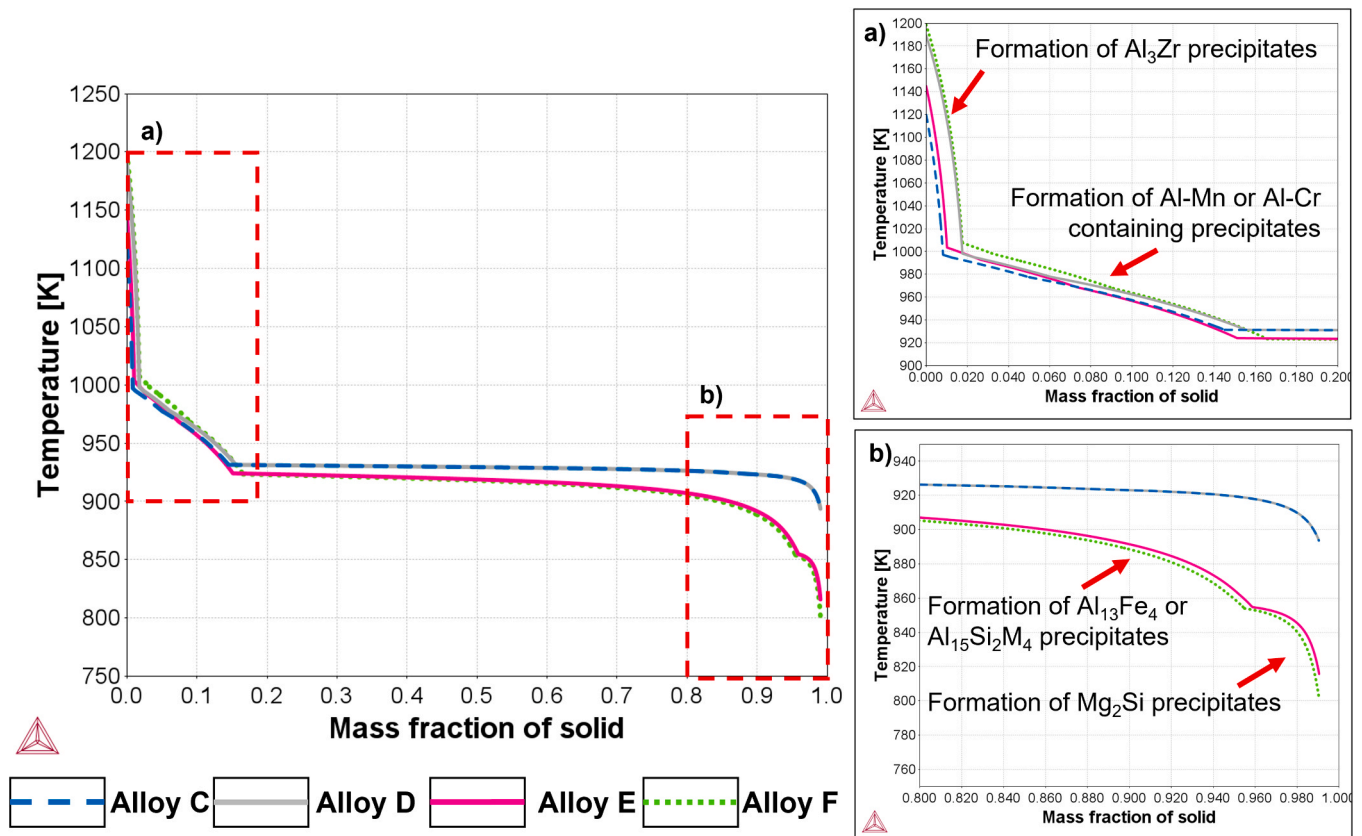 1250
1200
1150
1100
1050
1000
950
900
850
800
750
Temperature [K]
a)
b)
0.0 0.1 0.2 0.3 0.4 0.5 0.6 0.7 0.8 0.9 1.0
Mass fraction of solid
Alloy C Alloy D Alloy E Alloy F
a)
1200
1180
1160
1140
1120
1100
1080
1060
1040
1020
1000
980
960
940
920
900
Temperature [K]
Formation of Al₃Zr precipitates
Formation of Al-Mn or Al-Cr
containing precipitates
0.000 0.020 0.040 0.060 0.080 0.100 0.120 0.140 0.160 0.180 0.200
Mass fraction of solid
b)
940
920
900
880
860
840
820
800
780
760
Temperature [K]
Formation of Al₁₃Fe₄ or
Al₁₅Si₂M₄ precipitates
Formation of Mg₂Si precipitates
0.800 0.820 0.840 0.860 0.880 0.900 0.920 0.940 0.960 0.980 1.000
Mass fraction of solid